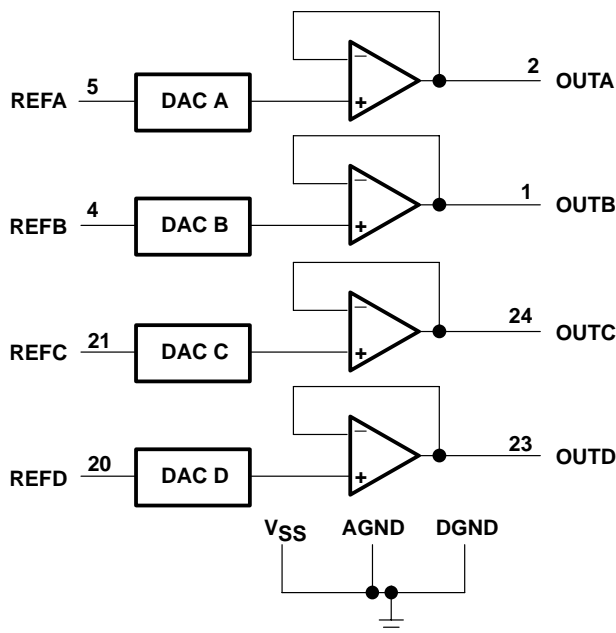 2
OUTA
5
REFA
DAC A
–
+
1
OUTB
4
REFB
DAC B
–
+
24
OUTC
21
REFC
DAC C
–
+
23
OUTD
20
REFD
DAC D
–
+
VSS AGND DGND